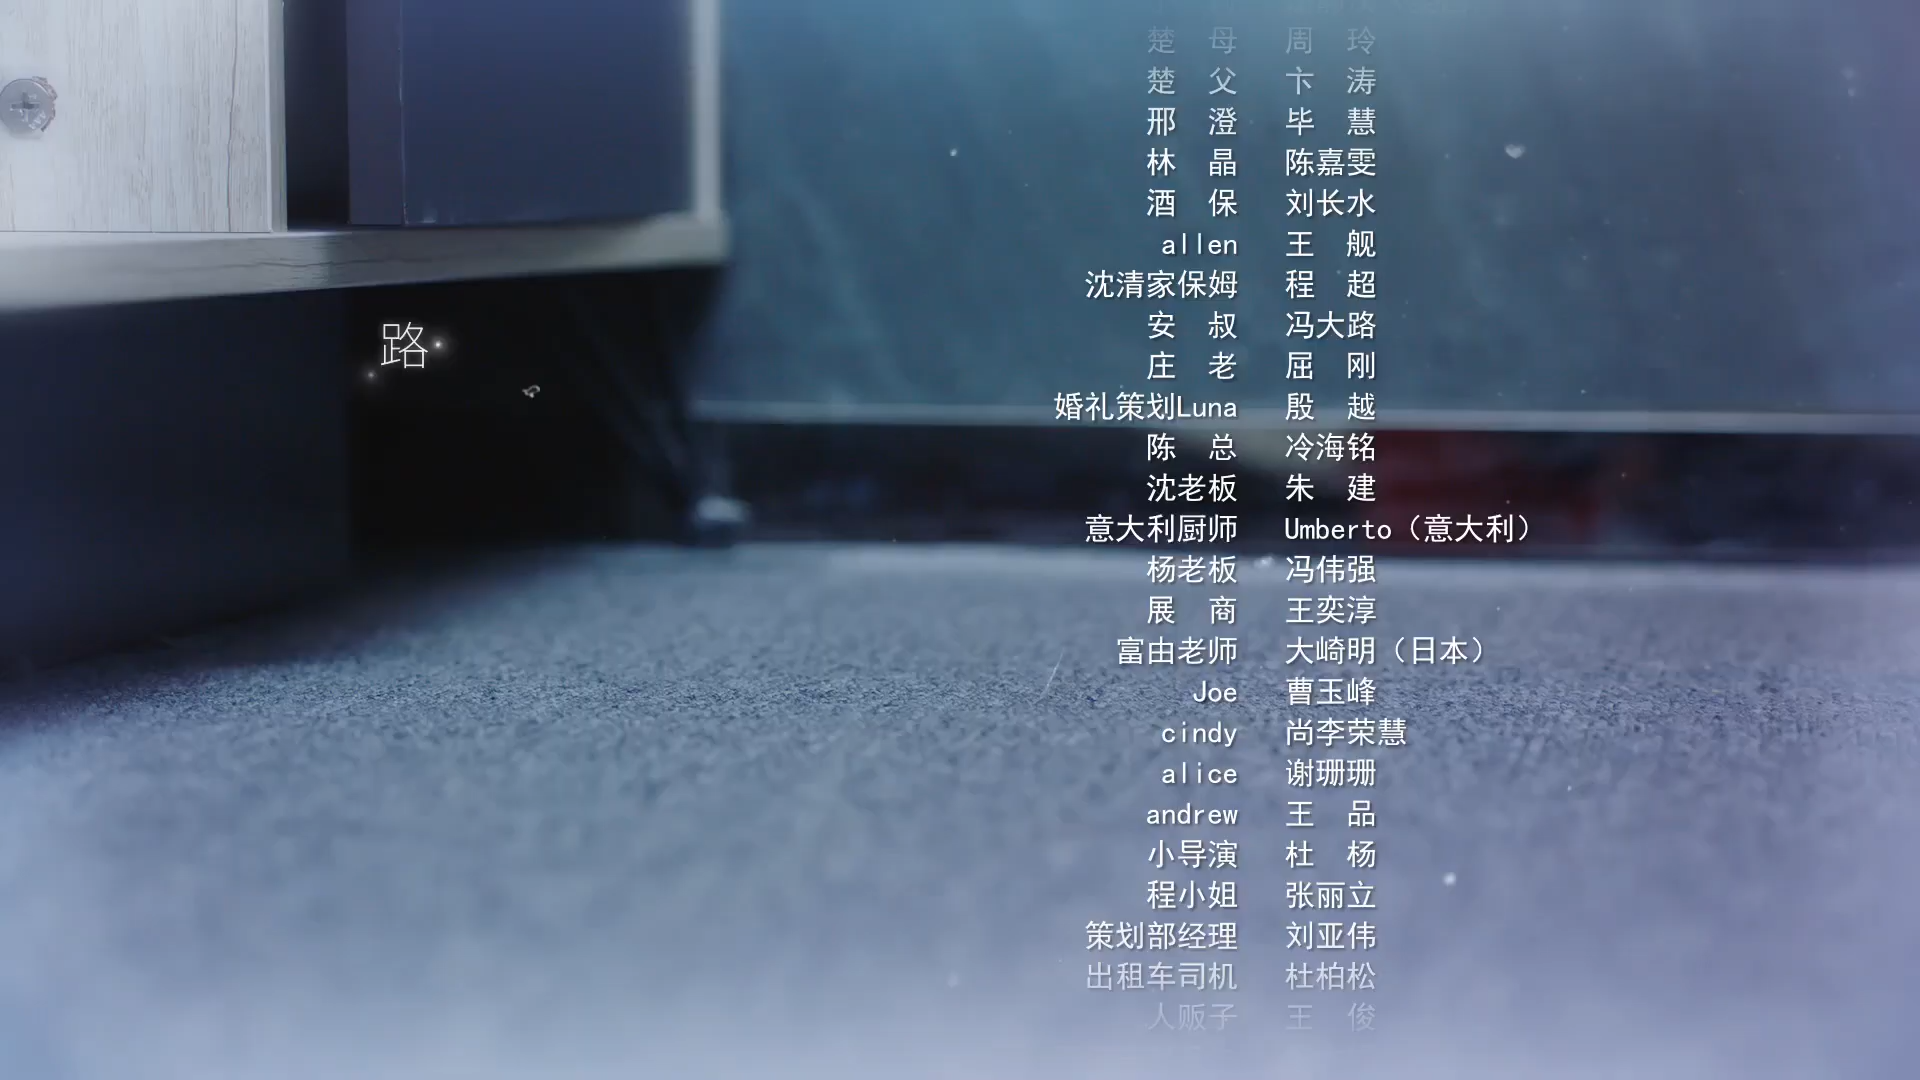 楚母 周玲
楚父 卞涛
邢澄 毕慧
林晶 陈嘉雯
酒保 刘长水
allen 王舰
沈清家保姆 程超
安叔 冯大路
路
庄老 屈刚
婚礼策划Luna 殷越
陈总 冷海铭
沈老板 朱建
意大利厨师 Umberto（意大利）
杨老板 冯伟强
展商 王奕淳
富由老师 大崎明（日本）
Joe 曹玉峰
cindy 尚李荣慧
alice 谢珊珊
andrew 王品
小导演 杜杨
程小姐 张丽立
策划部经理 刘亚伟
出租车司机 杜柏松
人贩子 王俊